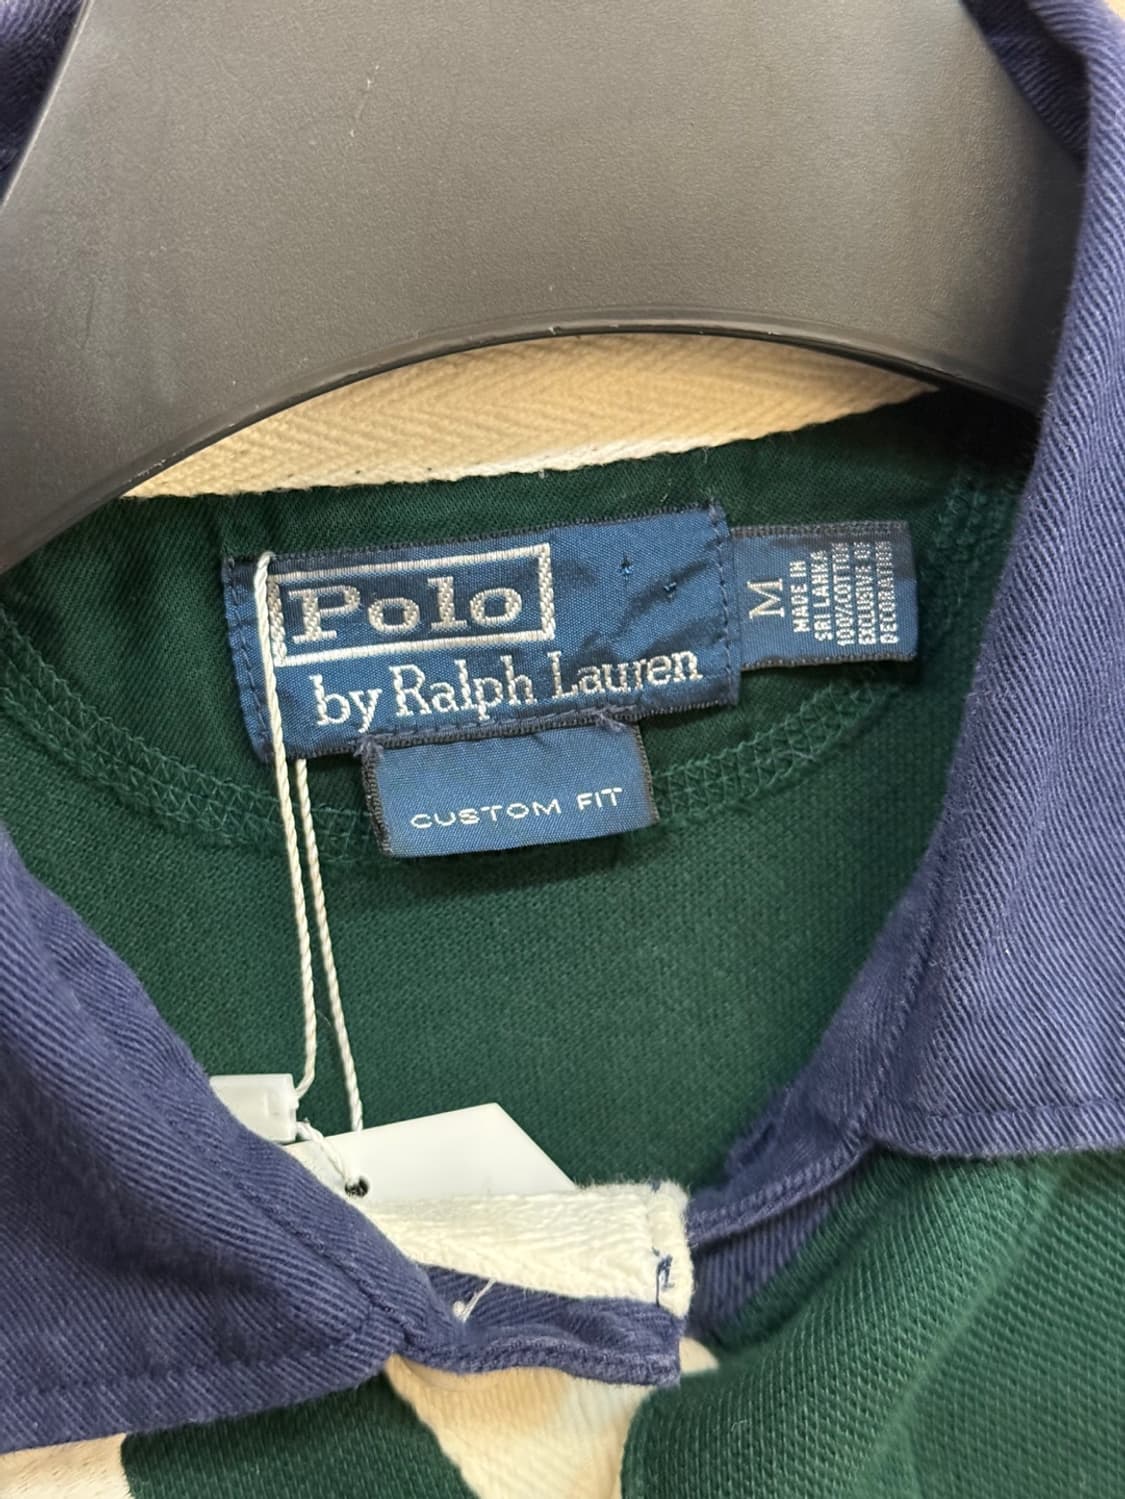 Polo
by Ralph Lauren
CUSTOM FIT
M
MADE IN
SRI LANKA
100%COTTON
EXCLUSIVE OF
DECORATION